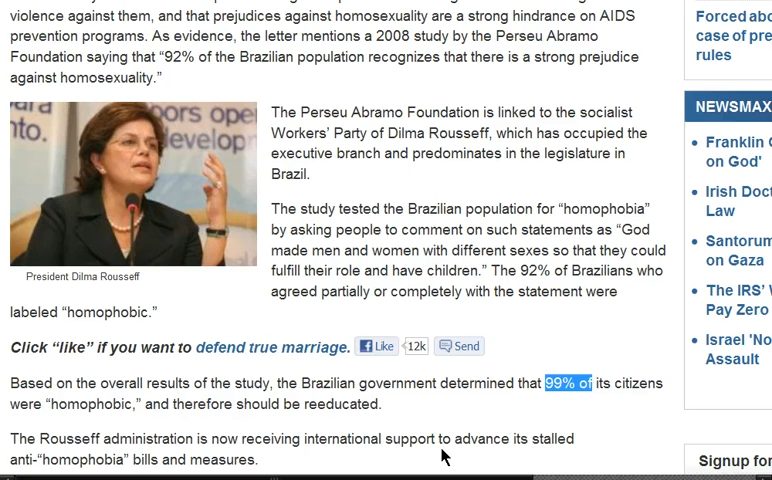 violence against them, and that prejudices against homosexuality are a strong hindrance on AIDS
prevention programs. As evidence, the letter mentions a 2008 study by the Perseu Abramo
Foundation saying that “92% of the Brazilian population recognizes that there is a strong prejudice
against homosexuality.”
oors ope
to.
evelop
The Perseu Abramo Foundation is linked to the socialist
Workers’ Party of Dilma Rousseff, which has occupied the
executive branch and predominates in the legislature in
Brazil.
The study tested the Brazilian population for “homophobia”
by asking people to comment on such statements as “God
made men and women with different sexes so that they could
fulfill their role and have children.” The 92% of Brazilians who
agreed partially or completely with the statement were
President Dilma Rousseff
labeled “homophobic.”
Click “like” if you want to defend true marriage. Like 12k Send
Based on the overall results of the study, the Brazilian government determined that 99% of its citizens
were “homophobic,” and therefore should be reeducated.
The Rousseff administration is now receiving international support to advance its stalled
anti-“homophobia” bills and measures.
Forced abo
case of pre
rules
NEWSMAX
Franklin G
on God'
Irish Doct
Law
Santorum
on Gaza
The IRS’
Pay Zero
Israel 'No
Assault
Signup for